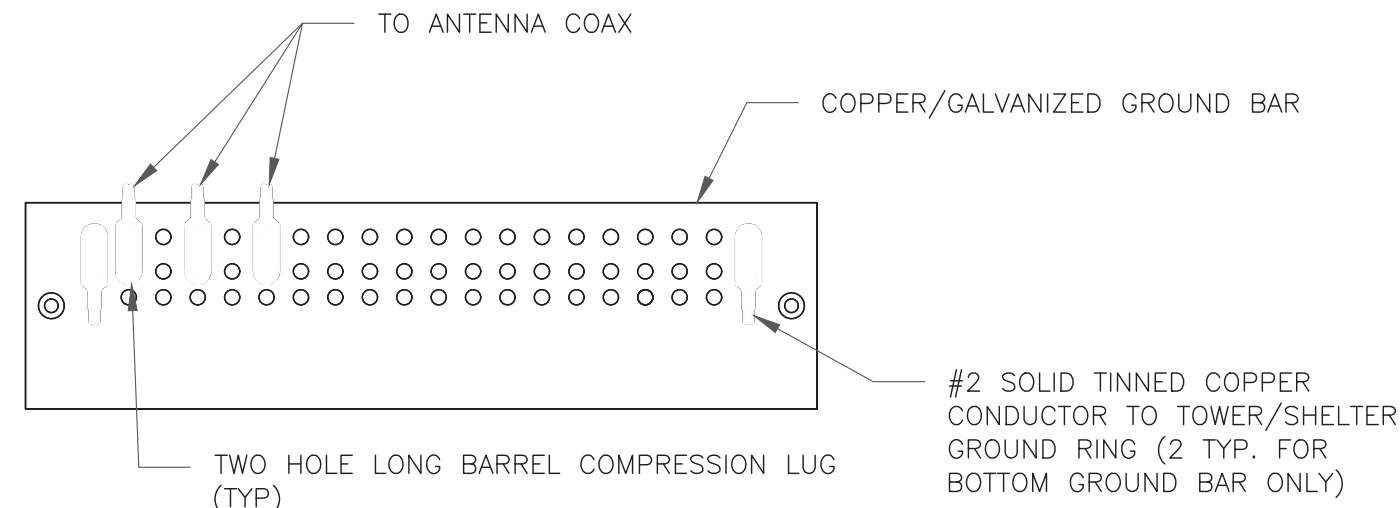 TO ANTENNA COAX
COPPER/GALVANIZED GROUND BAR
#2 SOLID TINNED COPPER
CONDUCTOR TO TOWER/SHELTER
GROUND RING (2 TYP. FOR
BOTTOM GROUND BAR ONLY)
TWO HOLE LONG BARREL COMPRESSION LUG
(TYP)